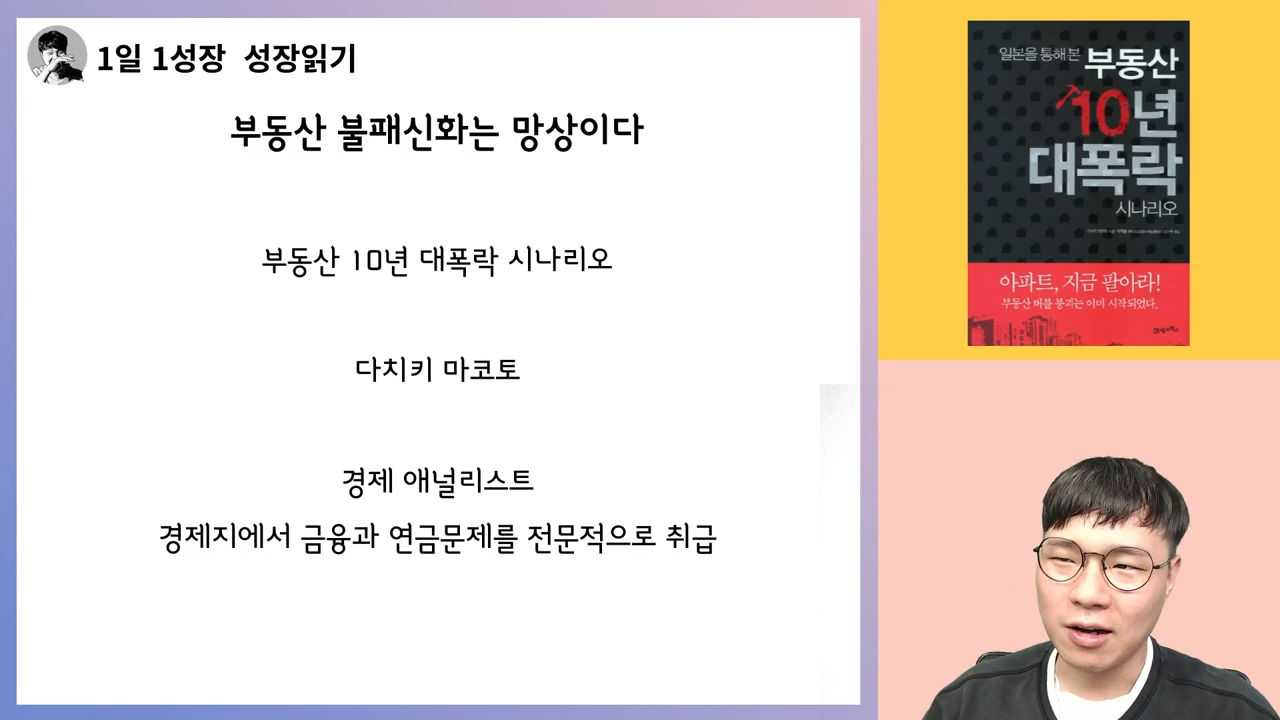 1일 1성장 성장읽기
부동산 불패신화는 망상이다
부동산 10년 대폭락 시나리오
다치키 마코토
경제 애널리스트
경제지에서 금융과 연금문제를 전문적으로 취급
일본을 통해 본 부동산
10년
대폭락
시나리오
아파트, 지금 팔아라!
부동산 버블 붕괴는 이미 시작되었다.